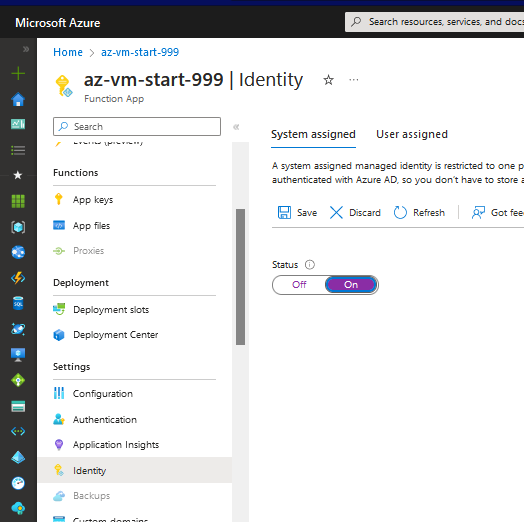 Microsoft Azure
Search resources, services, and docs
Home > az-vm-start-999
az-vm-start-999 | Identity
Function App
Search
Events (preview)
Functions
App keys
App files
Proxies
Deployment
Deployment slots
Deployment Center
Settings
Configuration
Authentication
Application Insights
Identity
Backups
Custom domains
System assigned
User assigned
A system assigned managed identity is restricted to one p
authenticated with Azure AD, so you don't have to store a
Save
Discard
Refresh
Got fee
Status
Off
On
SQL